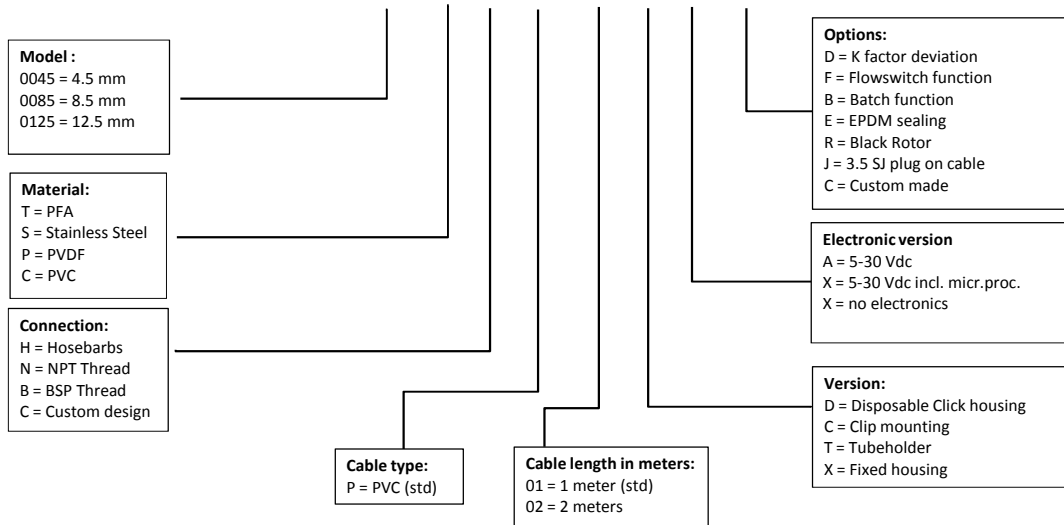 Model :
0045 = 4.5 mm
0085 = 8.5 mm
0125 = 12.5 mm
Material:
T = PFA
S = Stainless Steel
P = PVDF
C = PVC
Connection:
H = Hosebarbs
N = NPT Thread
B = BSP Thread
C = Custom design
Cable type:
P = PVC (std)
Cable length in meters:
01 = 1 meter (std)
02 = 2 meters
Options:
D = K factor deviation
F = Flowswitch function
B = Batch function
E = EPDM sealing
R = Black Rotor
J = 3.5 SJ plug on cable
C = Custom made
Electronic version
A = 5-30 Vdc
X = 5-30 Vdc incl. micr.proc.
X = no electronics
Version:
D = Disposable Click housing
C = Clip mounting
T = Tubeholder
X = Fixed housing